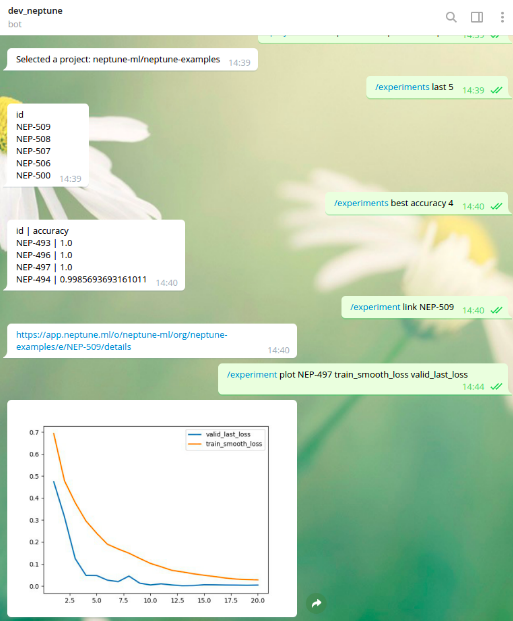 dev_neptune
bot
Selected a project: neptune-ml/neptune-examples 14:39
/experiments last 5 14:39
id
NEP-509
NEP-508
NEP-507
NEP-506
NEP-500 14:39
/experiments best accuracy 4 14:40
id | accuracy
NEP-493 | 1.0
NEP-496 | 1.0
NEP-497 | 1.0
NEP-494 | 0.9985693693161011 14:40
/experiment link NEP-509 14:40
https://app.neptune.ml/o/neptune-ml/org/neptune-
examples/e/NEP-509/details 14:40
/experiment plot NEP-497 train_smooth_loss valid_last_loss
14:44
valid_last_loss
train_smooth_loss
0.7
0.6
0.5
0.4
0.3
0.2
0.1
0.0
2.5 5.0 7.5 10.0 12.5 15.0 17.5 20.0